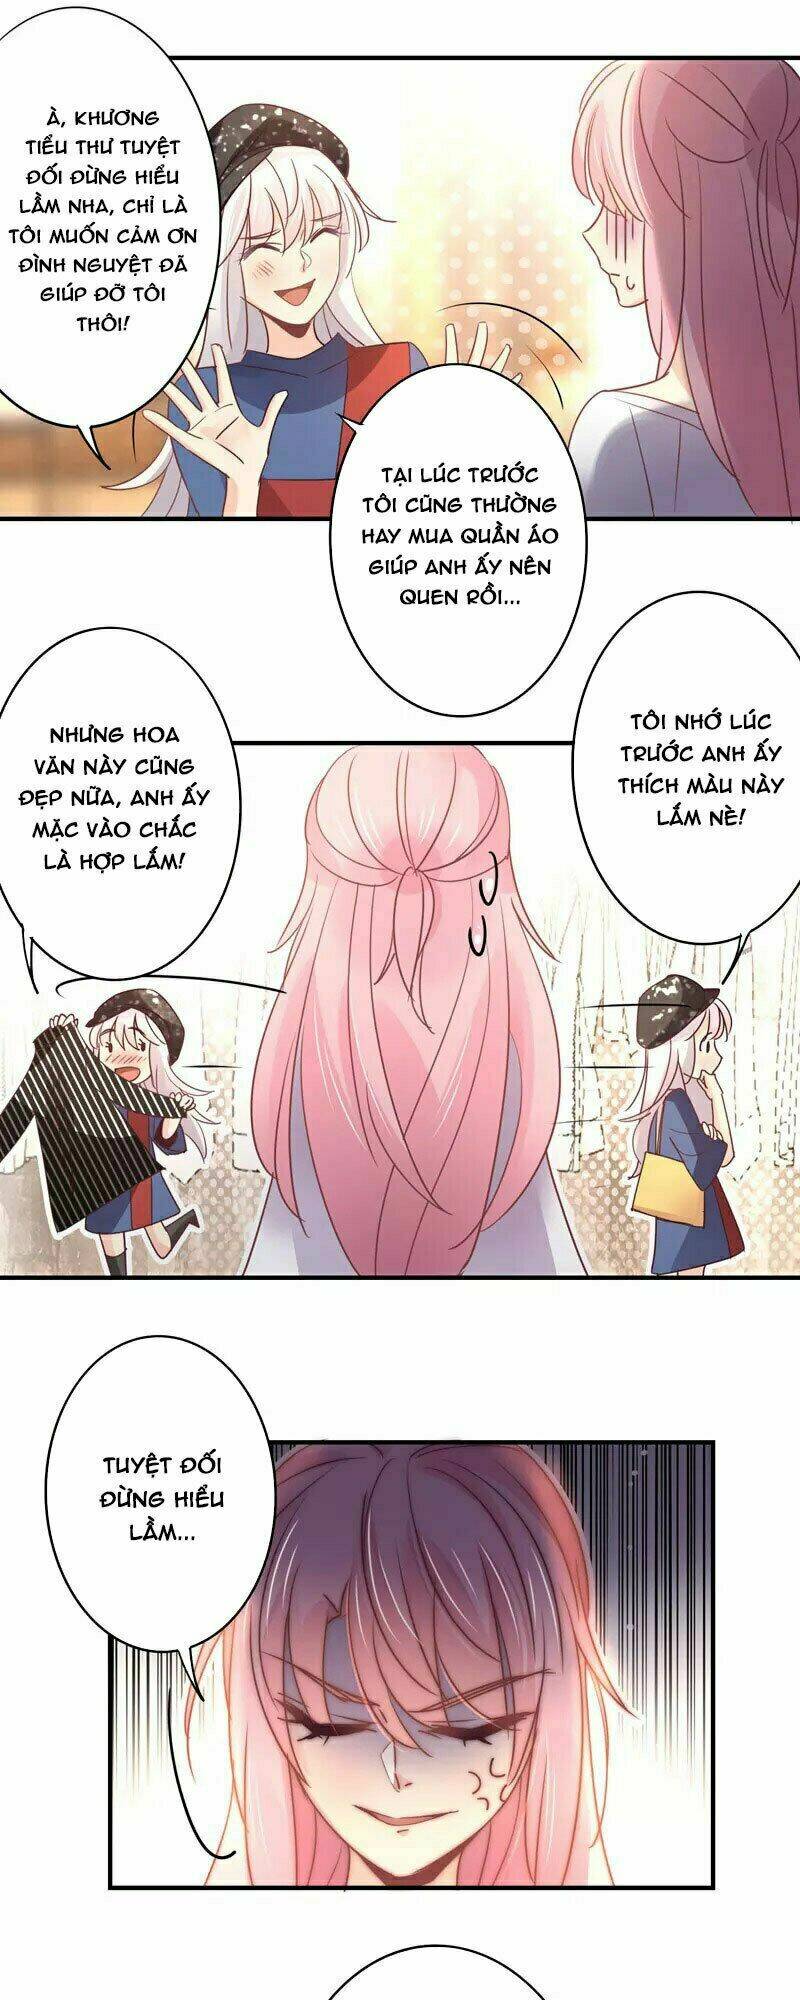 À, KHƯƠNG
TIỂU THƯ TUYỆT
ĐỐI ĐỪNG HIỂU
LẦM NHA, CHỈ LÀ
TÔI MUỐN CẢM ƠN
ĐÌNH NGUYỆT ĐÃ
GIÚP ĐỠ TÔI
THÔI!
TẠI LÚC TRƯỚC
TÔI CŨNG THƯỜNG
HAY MUA QUẦN ÁO
GIÚP ANH ẤY NÊN
QUEN RỒI...
TÔI NHỚ LÚC
TRƯỚC ANH ẤY
THÍCH MÀU NÀY
LẮM NÈ!
NHƯNG HOA
VĂN NÀY CŨNG
ĐẸP NỮA, ANH ẤY
MẶC VÀO CHẮC
LÀ HỢP LẮM!
TUYỆT ĐỐI
ĐỪNG HIỂU
LẦM...